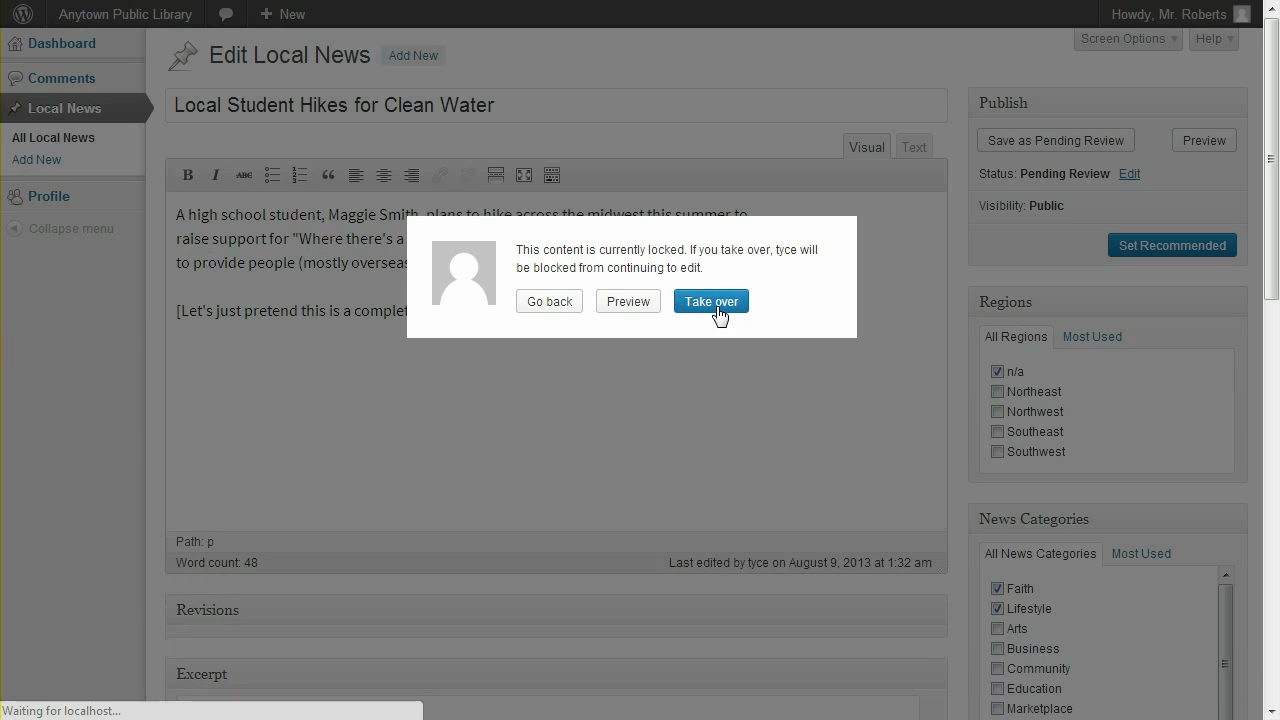 Anytown Public Library
New
Howdy, Mr. Roberts
Dashboard
Comments
Local News
All Local News
Add New
Profile
Collapse menu
Screen Options
Help
Edit Local News
Add New
Local Student Hikes for Clean Water
Visual
Text
B
I
ABC
A high school student, Maggie Smith, plans to hike across the midwest this summer to
raise support for "Where there's a
to provide people (mostly overseas
[Let's just pretend this is a complet
This content is currently locked. If you take over, tyce will
be blocked from continuing to edit.
Go back
Preview
Take over
Path: p
Word count: 48
Last edited by tyce on August 9, 2013 at 1:32 am
Revisions
Excerpt
Publish
Save as Pending Review
Preview
Status: Pending Review Edit
Visibility: Public
Set Recommended
Regions
All Regions
Most Used
n/a
Northeast
Northwest
Southeast
Southwest
News Categories
All News Categories
Most Used
Faith
Lifestyle
Arts
Business
Community
Education
Marketplace
Waiting for localhost...